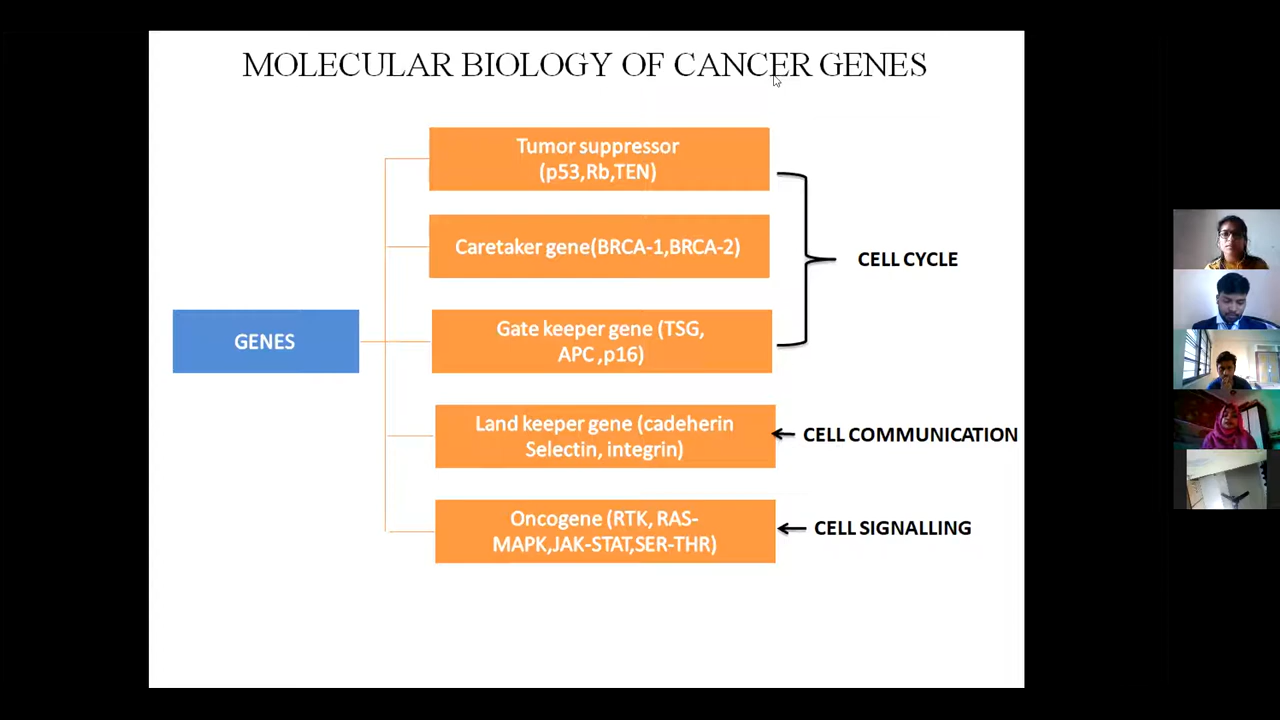 MOLECULAR BIOLOGY OF CANCER GENES
Tumor suppressor
(p53,Rb,TEN)
Caretaker gene(BRCA-1,BRCA-2)
CELL CYCLE
GENES
Gate keeper gene (TSG,
APC ,p16)
Land keeper gene (cadeherin
Selectin, integrin)
CELL COMMUNICATION
Oncogene (RTK, RAS-
MAPK,JAK-STAT,SER-THR)
CELL SIGNALLING